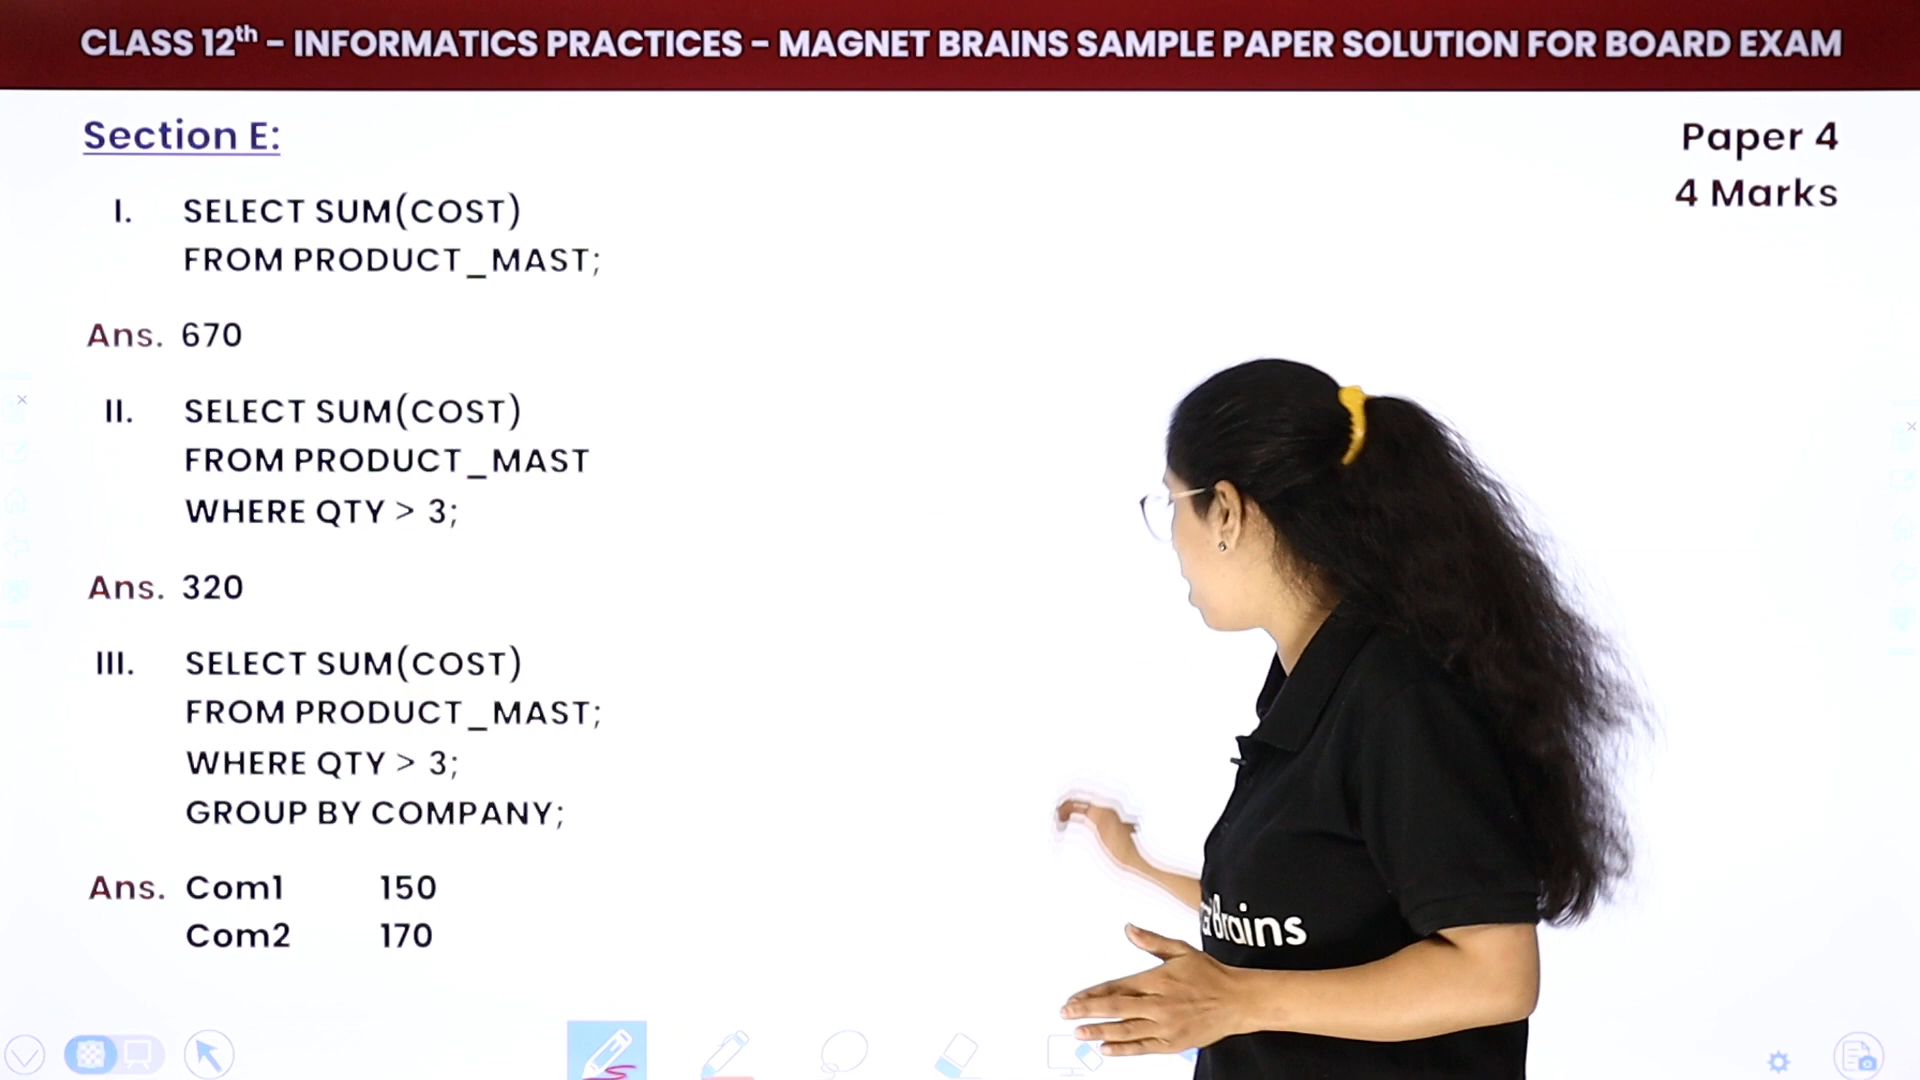 CLASS 12th – INFORMATICS PRACTICES – MAGNET BRAINS SAMPLE PAPER SOLUTION FOR BOARD EXAM
Section E:
Paper 4
4 Marks
I. SELECT SUM(COST)
FROM PRODUCT_MAST;
Ans. 670
II. SELECT SUM(COST)
FROM PRODUCT_MAST
WHERE QTY > 3;
Ans. 320
III. SELECT SUM(COST)
FROM PRODUCT_MAST;
WHERE QTY > 3;
GROUP BY COMPANY;
Ans. Com1 150
Com2 170
Brains